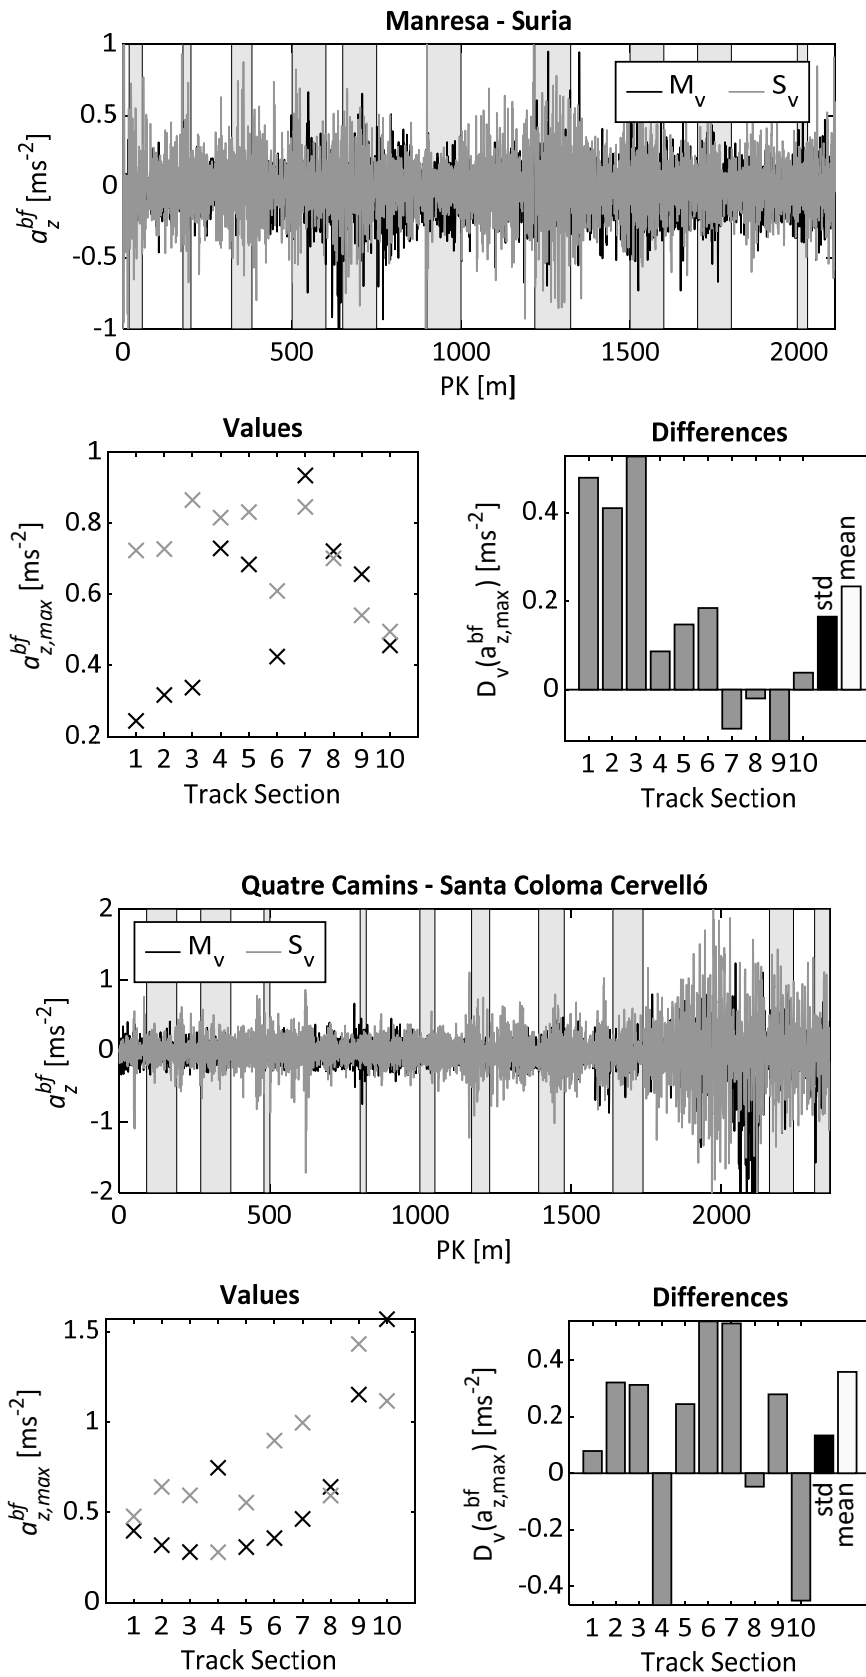 Manresa - Suria
1
0.5
0
-0.5
-1
a_z^bf [ms-2]
M_v S_v
0 500 1000 1500 2000
PK [m]
Values
1
0.8
0.6
0.4
0.2
a_z,max^bf [ms-2]
1 2 3 4 5 6 7 8 9 10
Track Section
Differences
0.4
0.2
0
D_v(a_z,max^bf) [ms-2]
std
mean
1 2 3 4 5 6 7 8 9 10
Track Section
Quatre Camins - Santa Coloma Cervelló
2
1
0
-1
-2
a_z^bf [ms-2]
M_v S_v
0 500 1000 1500 2000
PK [m]
Values
1.5
1
0.5
0
a_z,max^bf [ms-2]
1 2 3 4 5 6 7 8 9 10
Track Section
Differences
0.4
0.2
0
-0.2
-0.4
D_v(a_z,max^bf) [ms-2]
std
mean
1 2 3 4 5 6 7 8 9 10
Track Section